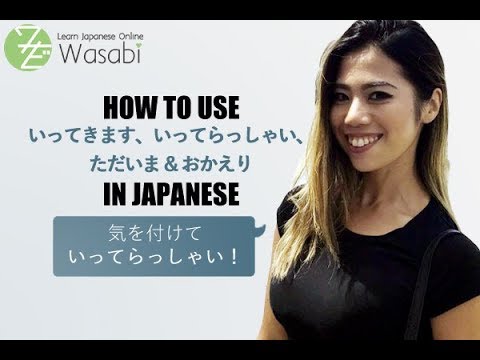 Learn Japanese Online
Wasabi
HOW TO USE
いってきます、いってらっしゃい、
ただいま & おかえり
IN JAPANESE
気を付けて
いってらっしゃい！